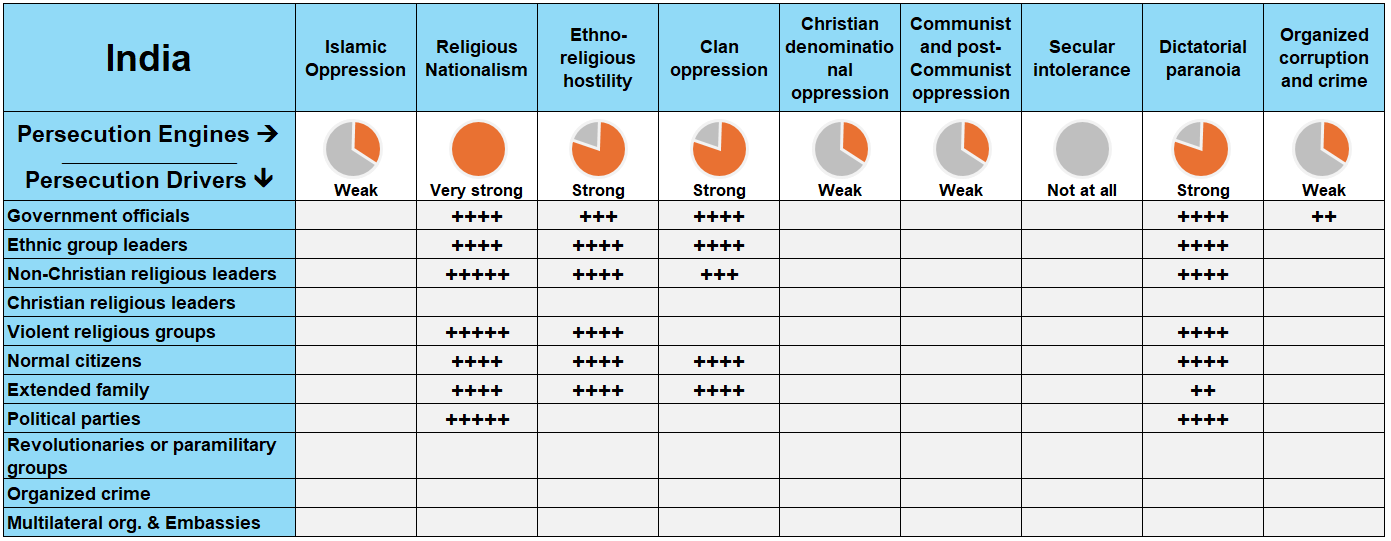 India
Islamic
Oppression
Religious
Nationalism
Ethno-
religious
hostility
Clan
oppression
Christian
denominatio
nal
oppression
Communist
and post-
Communist
oppression
Secular
intolerance
Dictatorial
paranoia
Organized
corruption
and crime
Persecution Engines →
Persecution Drivers ↓
Weak
Very strong
Strong
Strong
Weak
Weak
Not at all
Strong
Weak
Government officials ++++ +++ ++++ ++++ ++
Ethnic group leaders ++++ ++++ ++++ ++++
Non-Christian religious leaders +++++ ++++ +++ ++++
Christian religious leaders
Violent religious groups +++++ ++++ ++++
Normal citizens ++++ ++++ ++++ ++++
Extended family ++++ ++++ ++++ ++
Political parties +++++ ++++
Revolutionaries or paramilitary
groups
Organized crime
Multilateral org. & Embassies